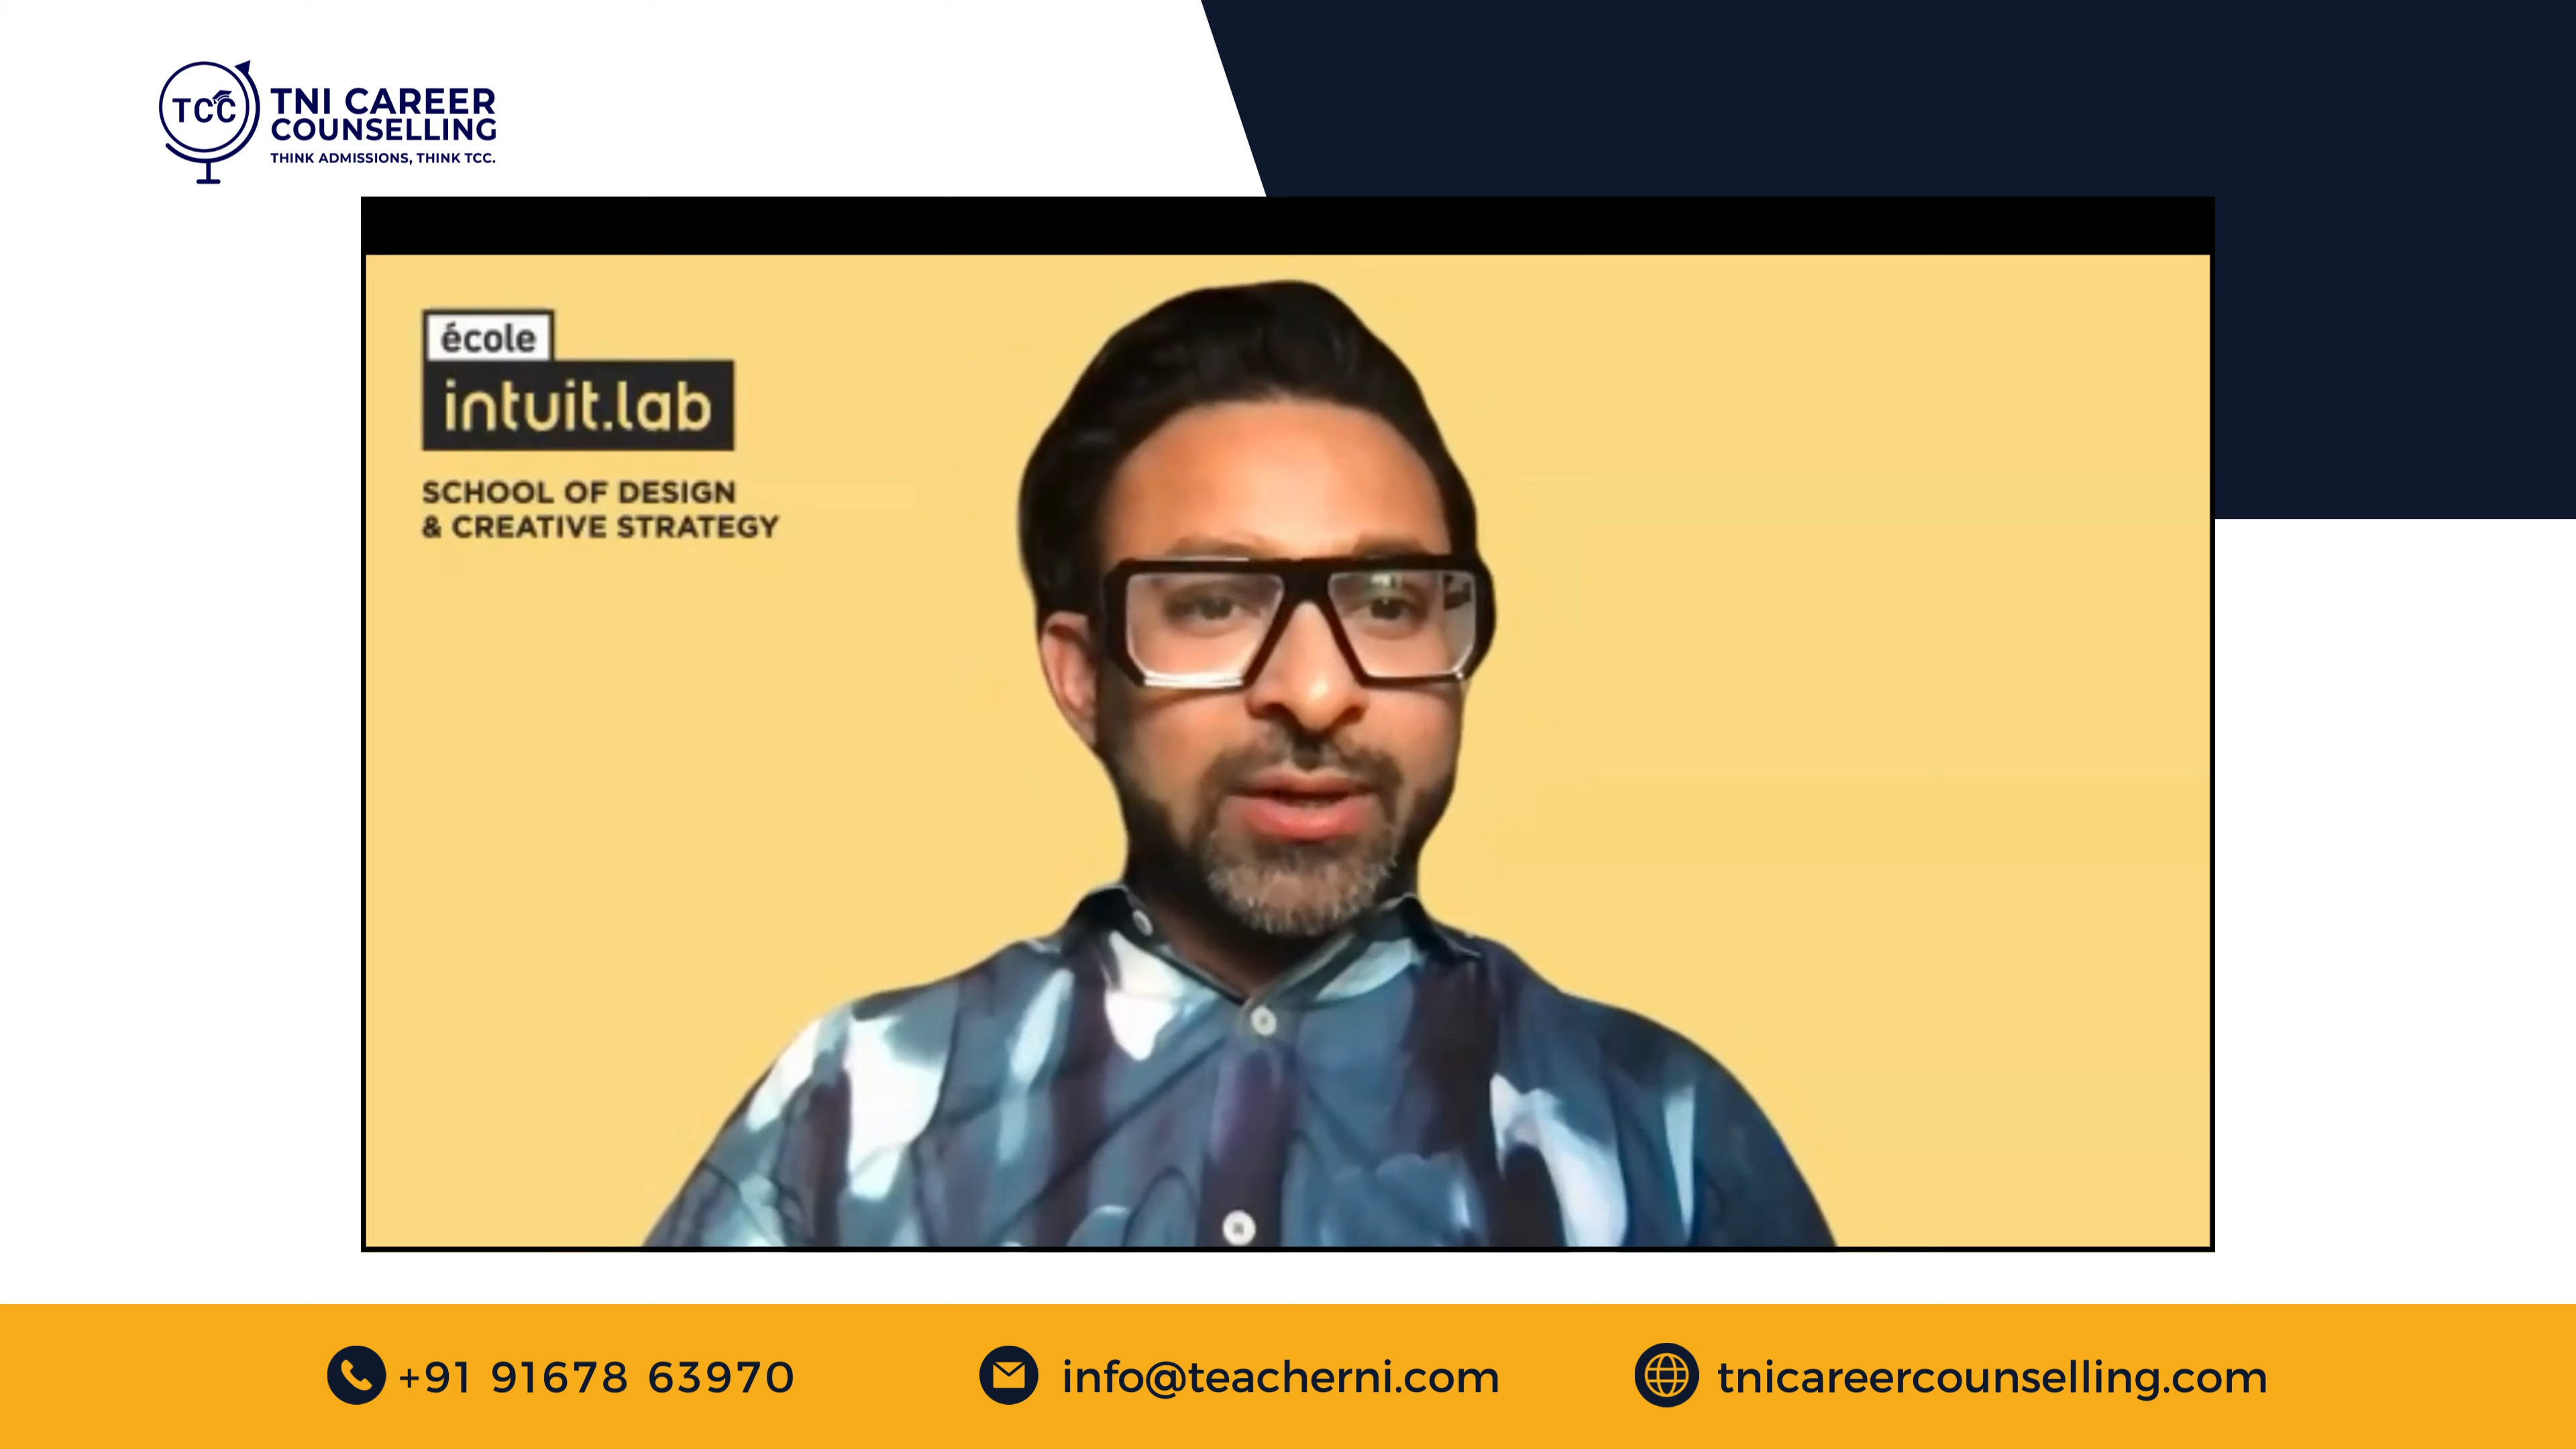 TCC
TNI CAREER
COUNSELLING
THINK ADMISSIONS, THINK TCC.
école
intuit.lab
SCHOOL OF DESIGN
& CREATIVE STRATEGY
+91 91678 63970
info@teacherni.com
tnicareercounselling.com